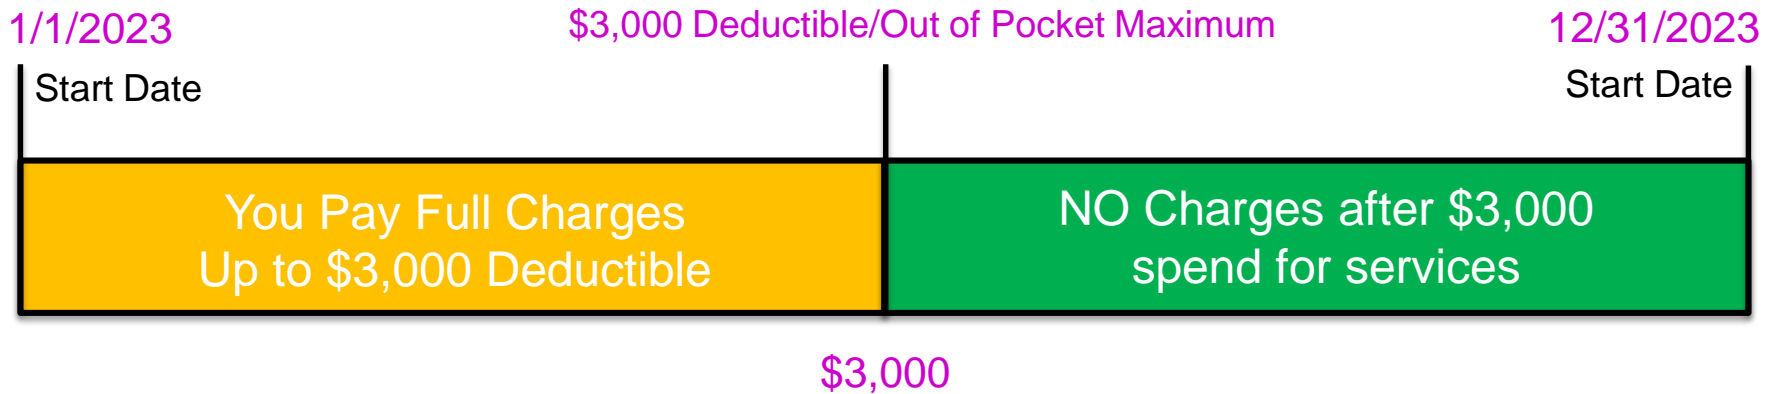 1/1/2023
$3,000 Deductible/Out of Pocket Maximum
12/31/2023
Start Date
Start Date
You Pay Full Charges
Up to $3,000 Deductible
NO Charges after $3,000
spend for services
$3,000